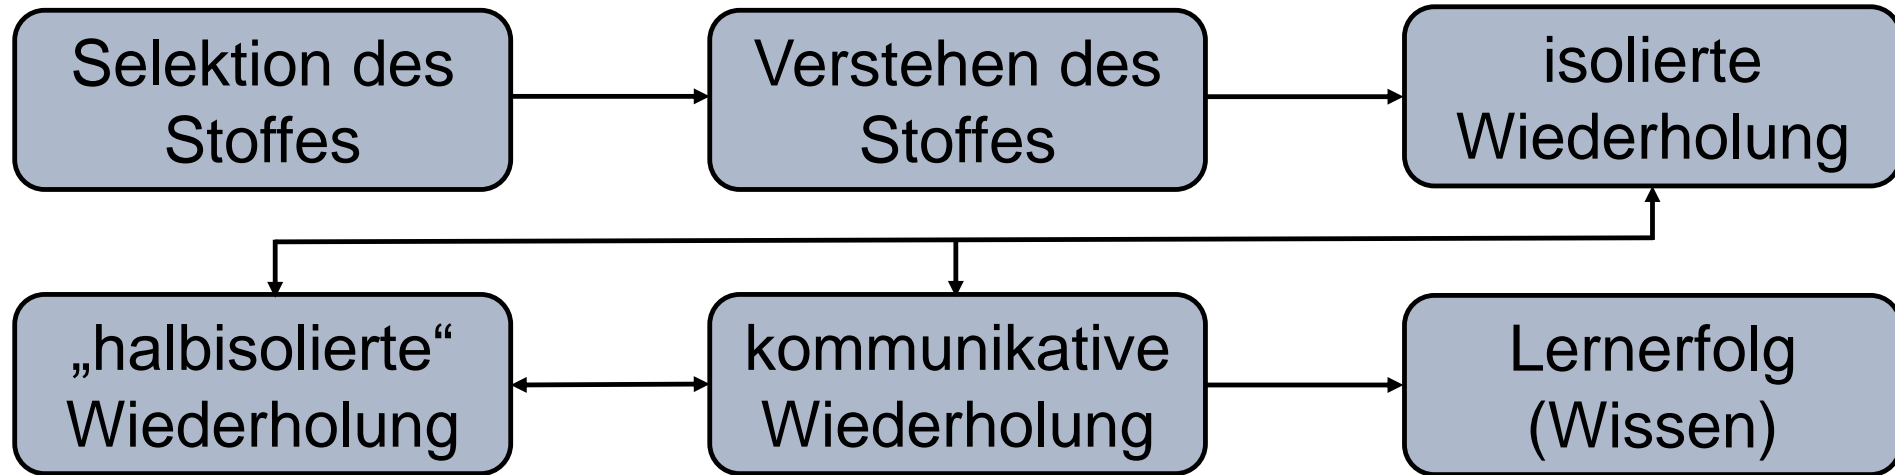 Selektion des
Stoffes
Verstehen des
Stoffes
isolierte
Wiederholung
„halbisolierte“
Wiederholung
kommunikative
Wiederholung
Lernerfolg
(Wissen)